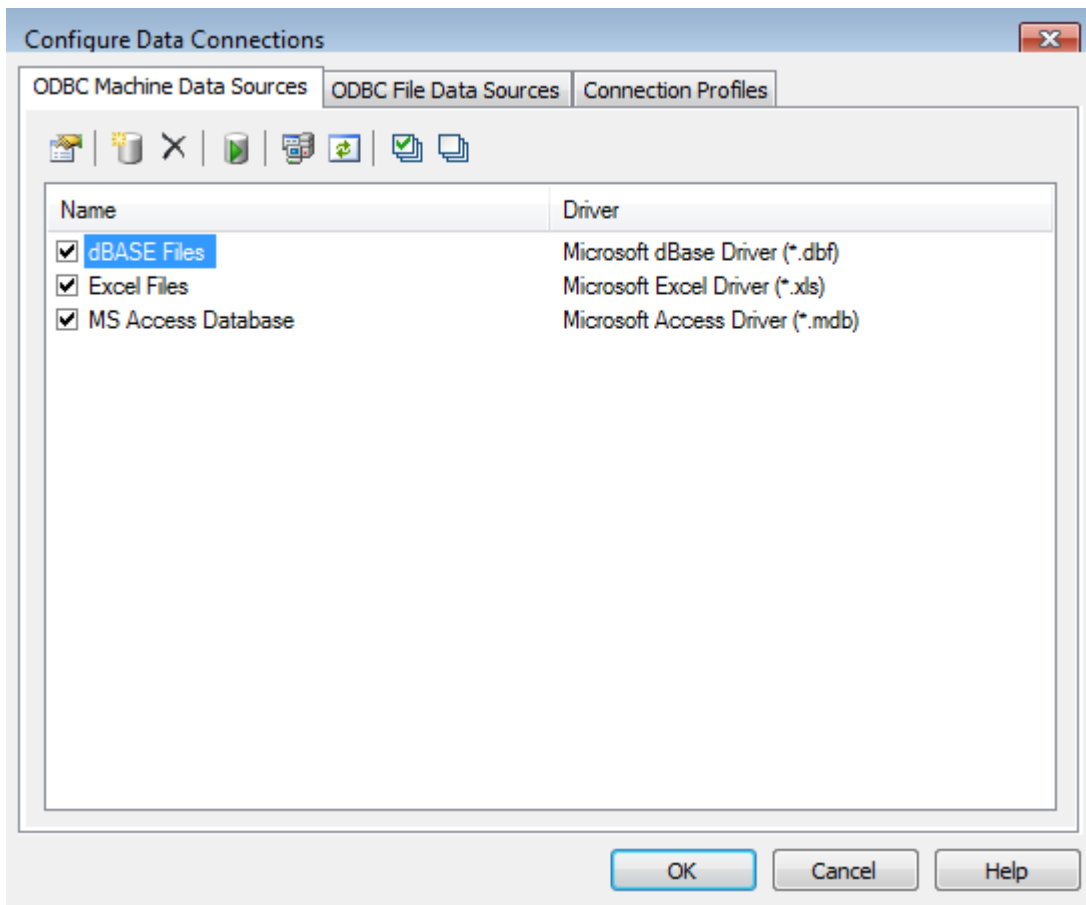 Configure Data Connections
ODBC Machine Data Sources ODBC File Data Sources Connection Profiles
Name Driver
dBASE Files Microsoft dBase Driver (*.dbf)
Excel Files Microsoft Excel Driver (*.xls)
MS Access Database Microsoft Access Driver (*.mdb)
OK Cancel Help